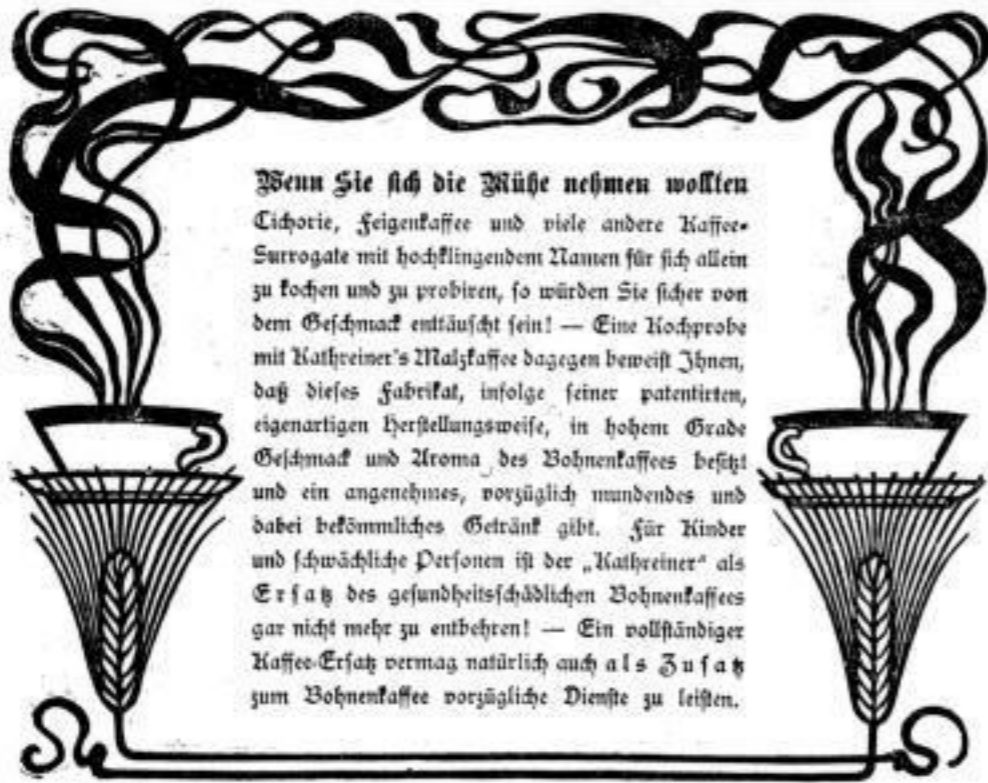 Wenn Sie sich die Mühe nehmen wollten
Cichorie, Feigenkaffee und viele andere Kaffee-
Surrogate mit hochklingendem Namen für sich allein
zu kochen und zu probiren, so würden Sie sicher von
dem Geschmack enttäuscht sein! — Eine Kochprobe
mit Kathreiner's Malzkaffee dagegen beweist Ihnen,
daß dieses Fabrikat, infolge seiner patentirten,
eigenartigen Herstellungsweise, in hohem Grade
Geschmack und Aroma des Bohnenkaffees besitzt
und ein angenehmes, vorzüglich mundendes und
dabei bekömmliches Getränk gibt. Für Kinder
und schwächliche Personen ist der „Kathreiner“ als
Ersatz des gesundheitsschädlichen Bohnenkaffees
gar nicht mehr zu entbehren! — Ein vollständiger
Kaffee-Ersatz vermag natürlich auch als Zusatz
zum Bohnenkaffee vorzügliche Dienste zu leisten.